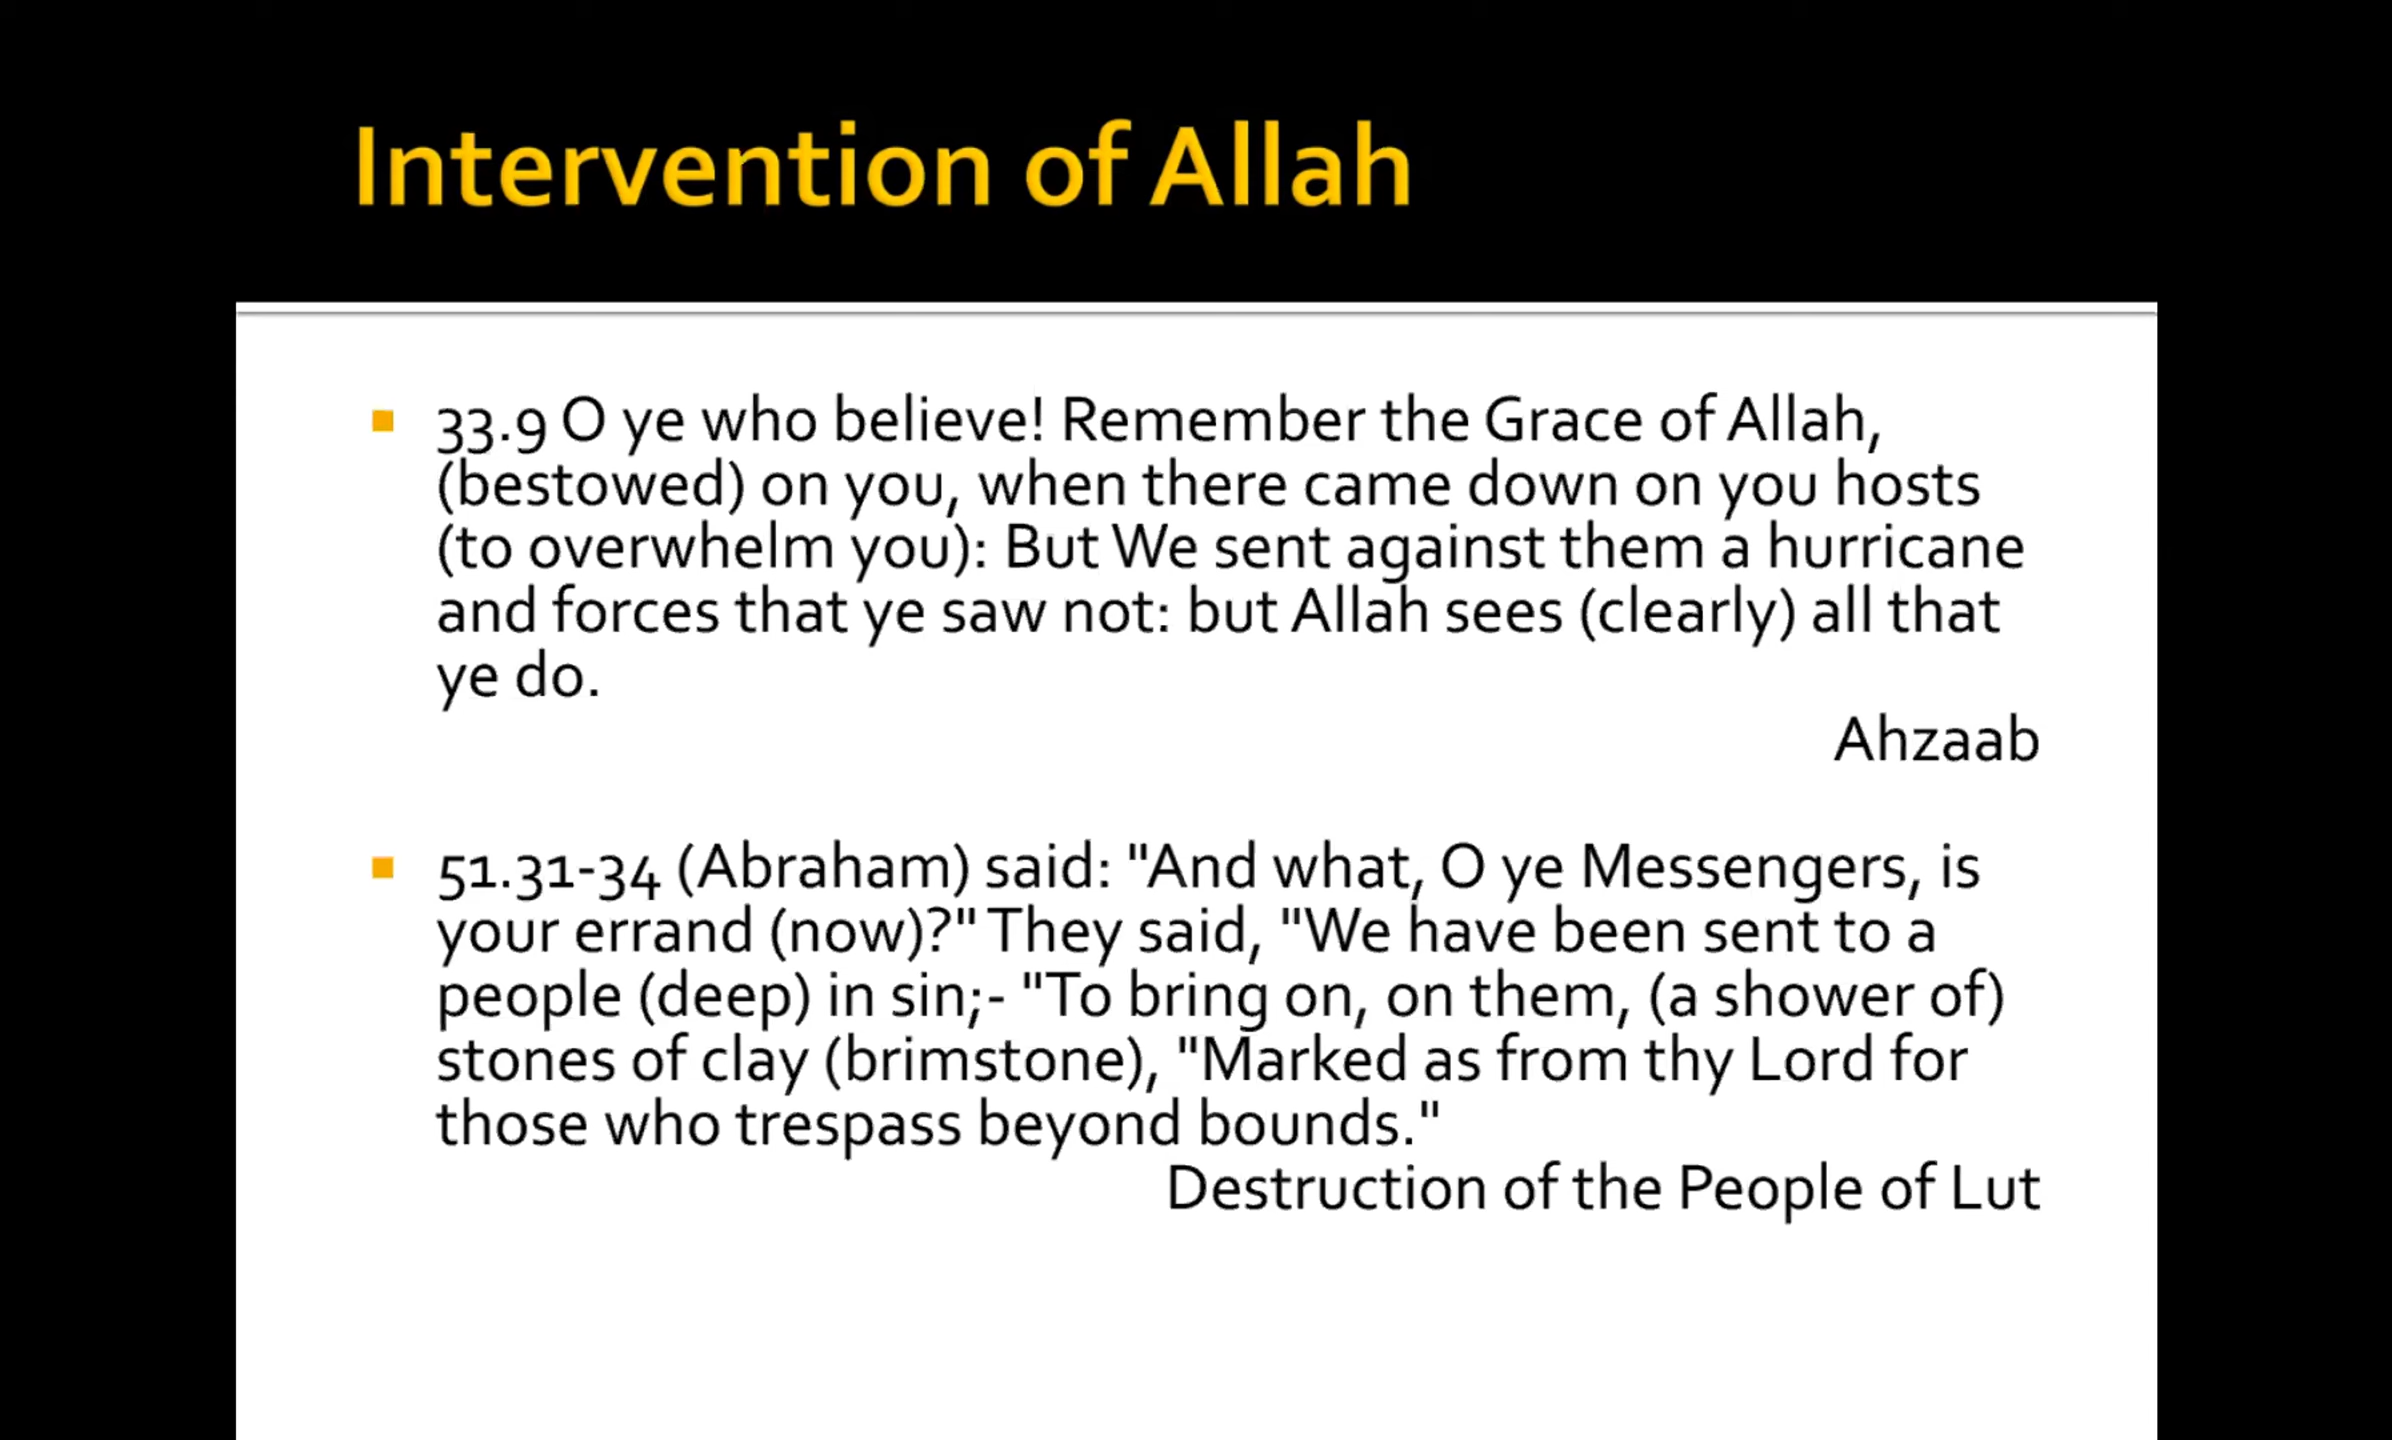 Intervention of Allah
33.9 O ye who believe! Remember the Grace of Allah,
(bestowed) on you, when there came down on you hosts
(to overwhelm you): But We sent against them a hurricane
and forces that ye saw not: but Allah sees (clearly) all that
ye do.
Ahzaab
51.31-34 (Abraham) said: "And what, O ye Messengers, is
your errand (now)?" They said, "We have been sent to a
people (deep) in sin;- "To bring on, on them, (a shower of)
stones of clay (brimstone), "Marked as from thy Lord for
those who trespass beyond bounds."
Destruction of the People of Lut